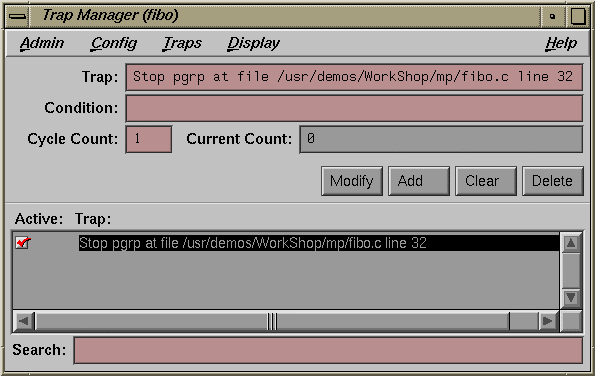 Trap Manager (fibo)
Admin Config Traps Display Help
Trap: Stop pgrp at file /usr/demos/WorkShop/mp/fibo.c line 32
Condition:
Cycle Count: 1 Current Count: 0
Modify Add Clear Delete
Active: Trap:
Stop pgrp at file /usr/demos/WorkShop/mp/fibo.c line 32
Search: